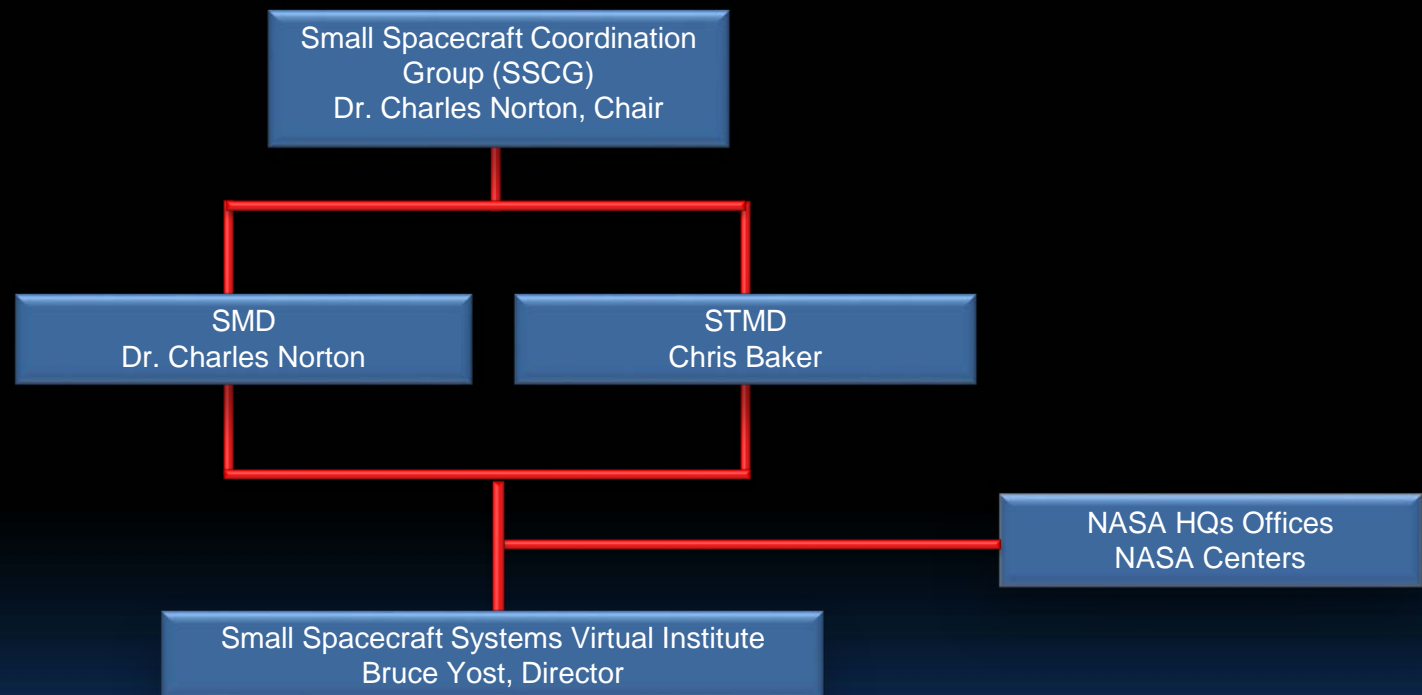 Small Spacecraft Coordination
Group (SSCG)
Dr. Charles Norton, Chair
SMD
Dr. Charles Norton
STMD
Chris Baker
NASA HQs Offices
NASA Centers
Small Spacecraft Systems Virtual Institute
Bruce Yost, Director